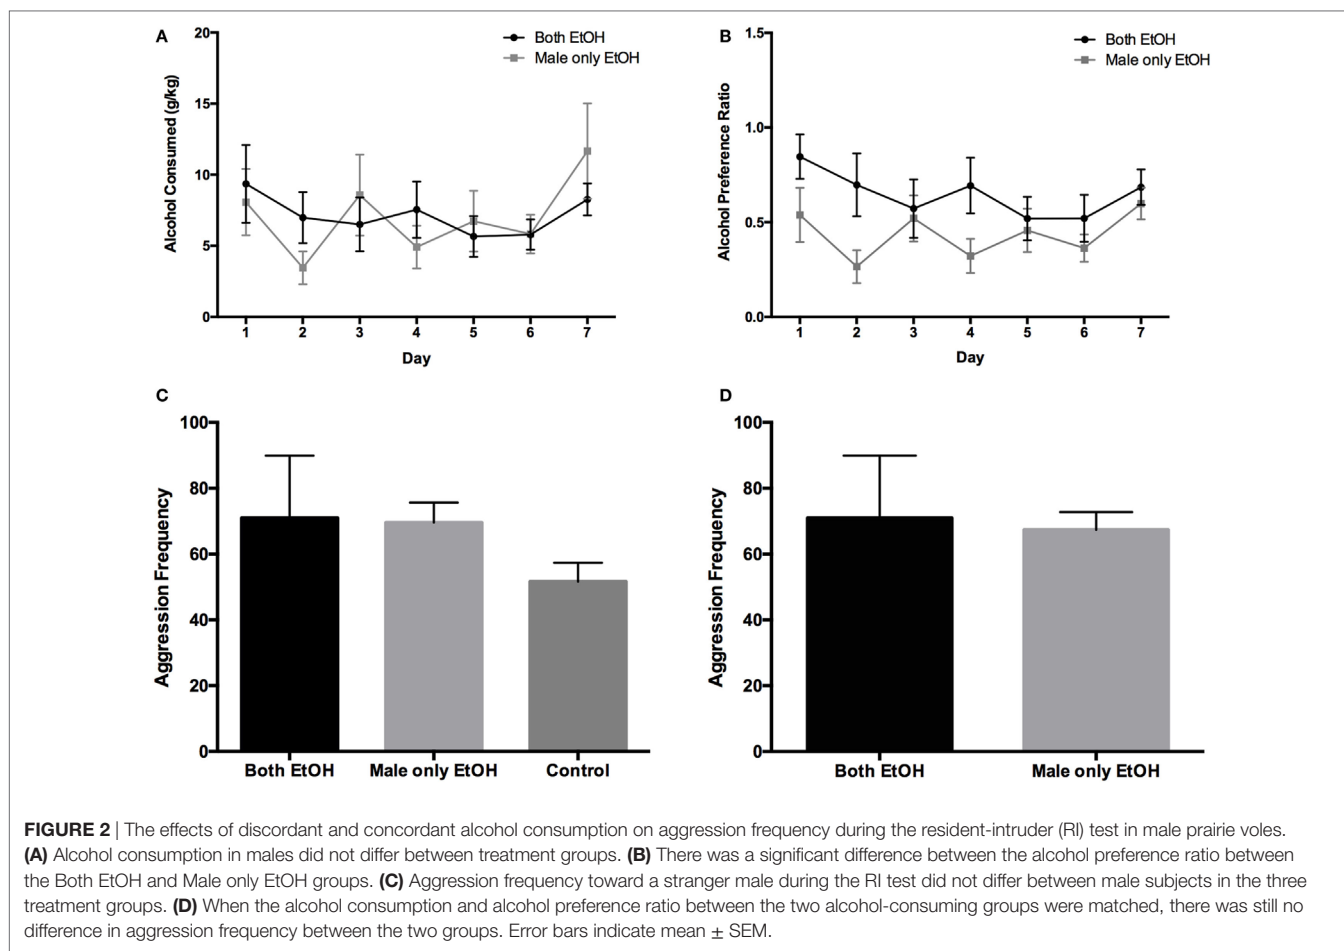 A
20
15
10
5
0
Alcohol Consumed (g/kg)
Both EtOH
Male only EtOH
1 2 3 4 5 6 7
Day
B
1.5
1.0
0.5
0.0
Alcohol Preference Ratio
Both EtOH
Male only EtOH
1 2 3 4 5 6 7
Day
C
100
80
60
40
20
0
Aggression Frequency
Both EtOH Male only EtOH Control
D
100
80
60
40
20
0
Aggression Frequency
Both EtOH Male only EtOH
FIGURE 2 | The effects of discordant and concordant alcohol consumption on aggression frequency during the resident-intruder (RI) test in male prairie voles.
(A) Alcohol consumption in males did not differ between treatment groups. (B) There was a significant difference between the alcohol preference ratio between
the Both EtOH and Male only EtOH groups. (C) Aggression frequency toward a stranger male during the RI test did not differ between male subjects in the three
treatment groups. (D) When the alcohol consumption and alcohol preference ratio between the two alcohol-consuming groups were matched, there was still no
difference in aggression frequency between the two groups. Error bars indicate mean ± SEM.